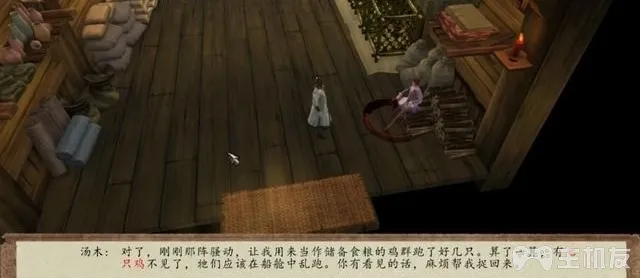 汤木：对了，刚刚那阵骚动，让我用来当作储备食粮的鸡群跑了好几只。算了
只鸡不见了，牠们应该在船舱中乱跑。你有看见的话，麻烦帮我找回来
主机友